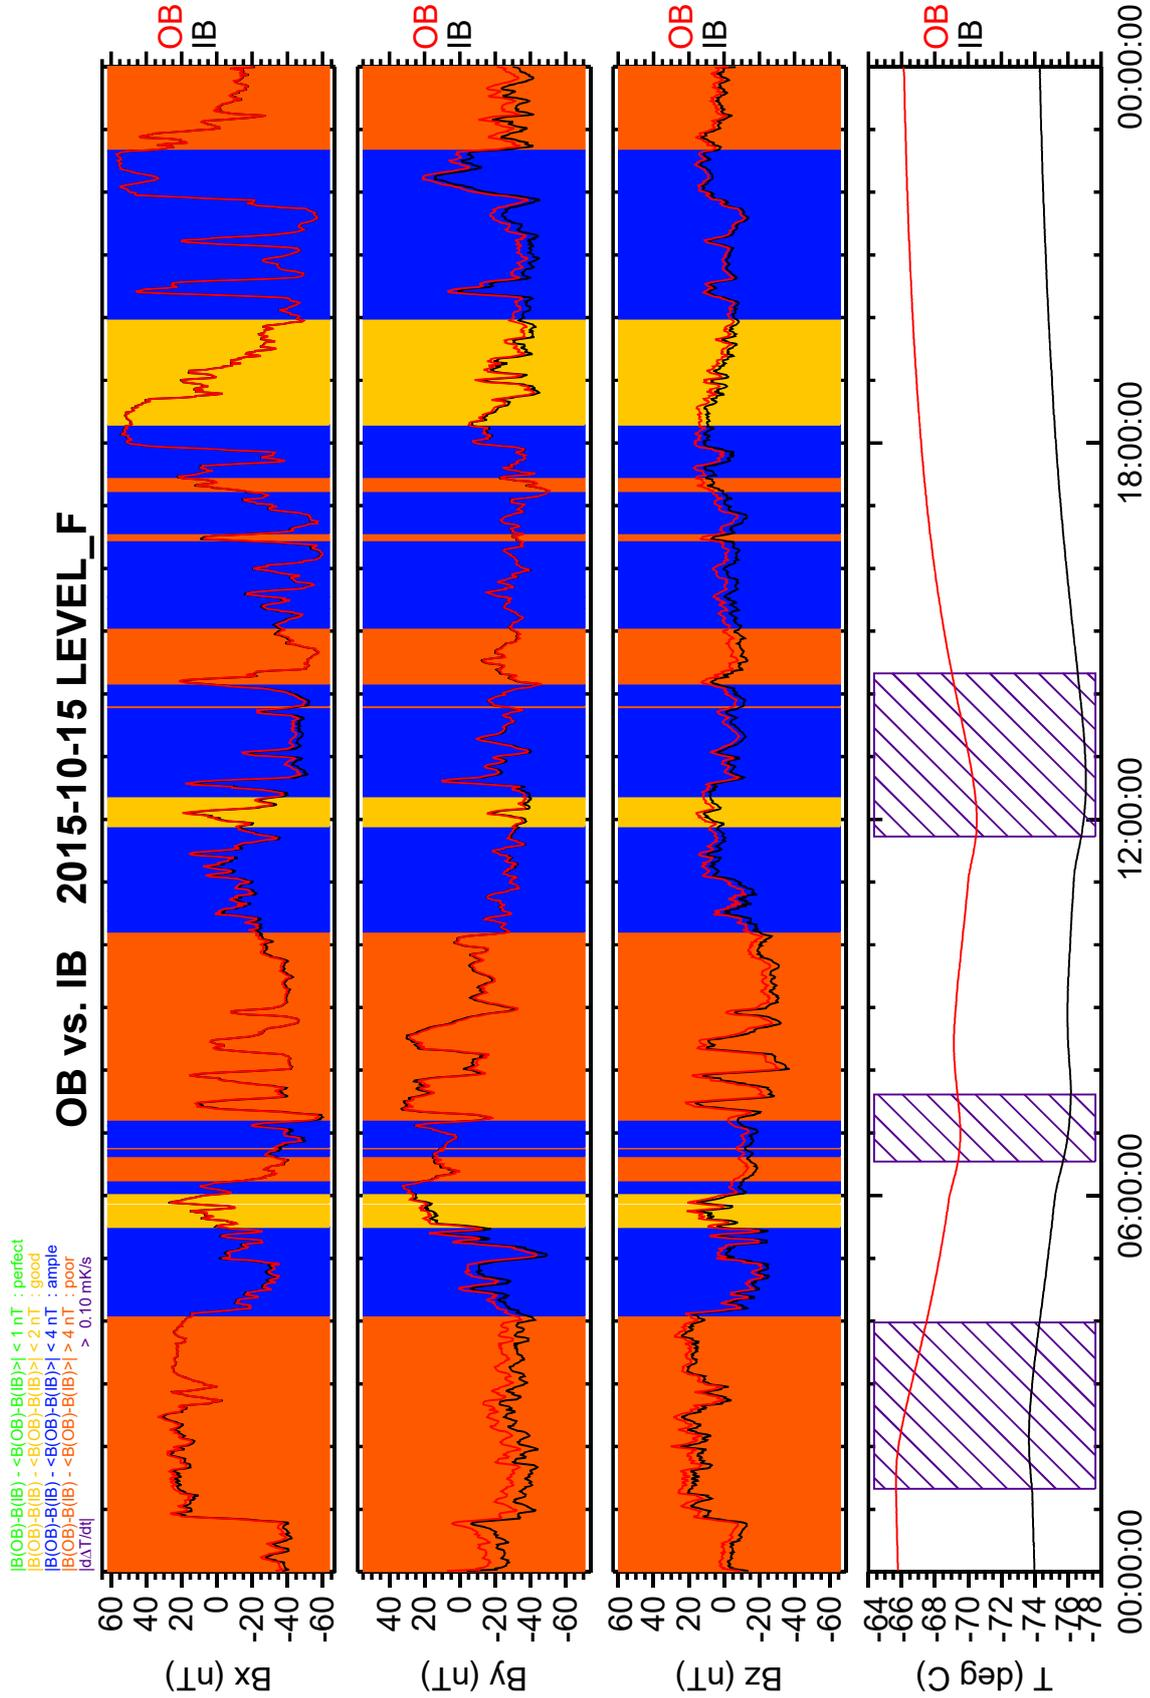 |B(OB)-B(IB) - <B(OB)-B(IB)>| < 1 nT : perfect
|B(OB)-B(IB) - <B(OB)-B(IB)>| < 2 nT : good
|B(OB)-B(IB) - <B(OB)-B(IB)>| < 4 nT : ample
|B(OB)-B(IB) - <B(OB)-B(IB)>| > 4 nT : poor
|dΔT/dt| > 0.10 mK/s
OB vs. IB 2015-10-15 LEVEL_F
Bx (nT)
60
40
20
0
-20
-40
-60
OB
IB
By (nT)
60
40
20
0
-20
-40
-60
OB
IB
Bz (nT)
60
40
20
0
-20
-40
-60
OB
IB
T (deg C)
-64
-66
-68
-70
-72
-74
-76
-78
OB
IB
00:00:00 06:00:00 12:00:00 18:00:00 00:00:00